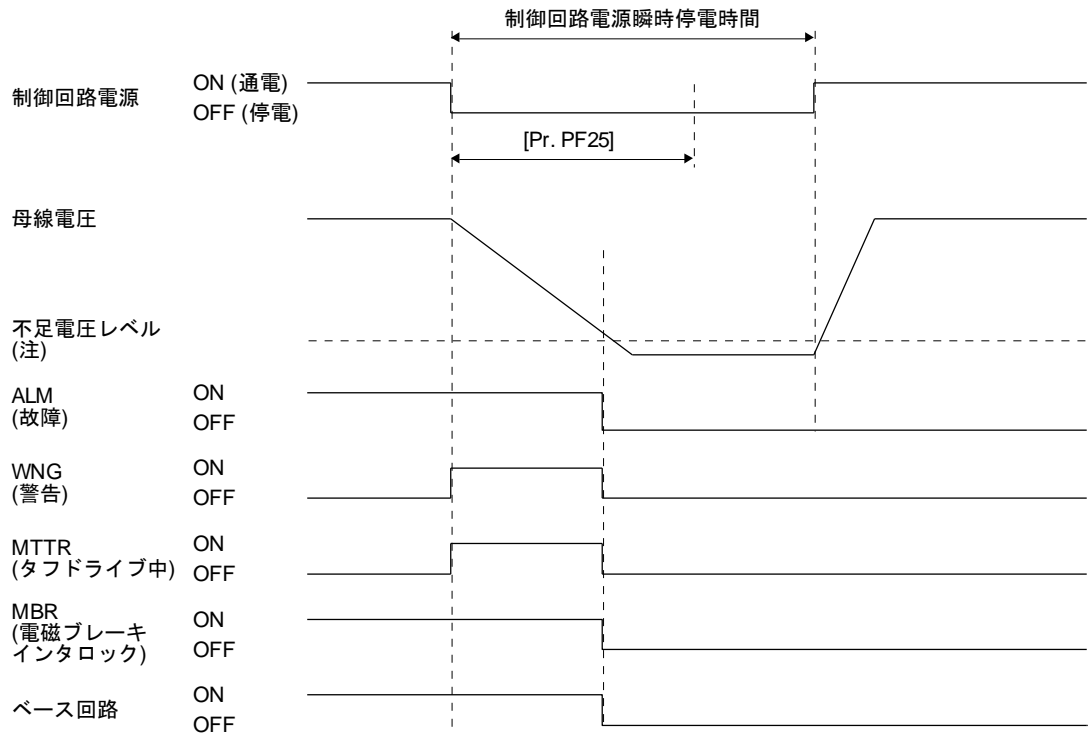 制御回路電源瞬時停電時間
制御回路電源
ON (通電)
OFF (停電)
[Pr. PF25]
母線電圧
不足電圧レベル
(注)
ALM
(故障)
ON
OFF
WNG
(警告)
ON
OFF
MTTR
(タフドライブ中)
ON
OFF
MBR
(電磁ブレーキ
インタロック)
ON
OFF
ベース回路
ON
OFF